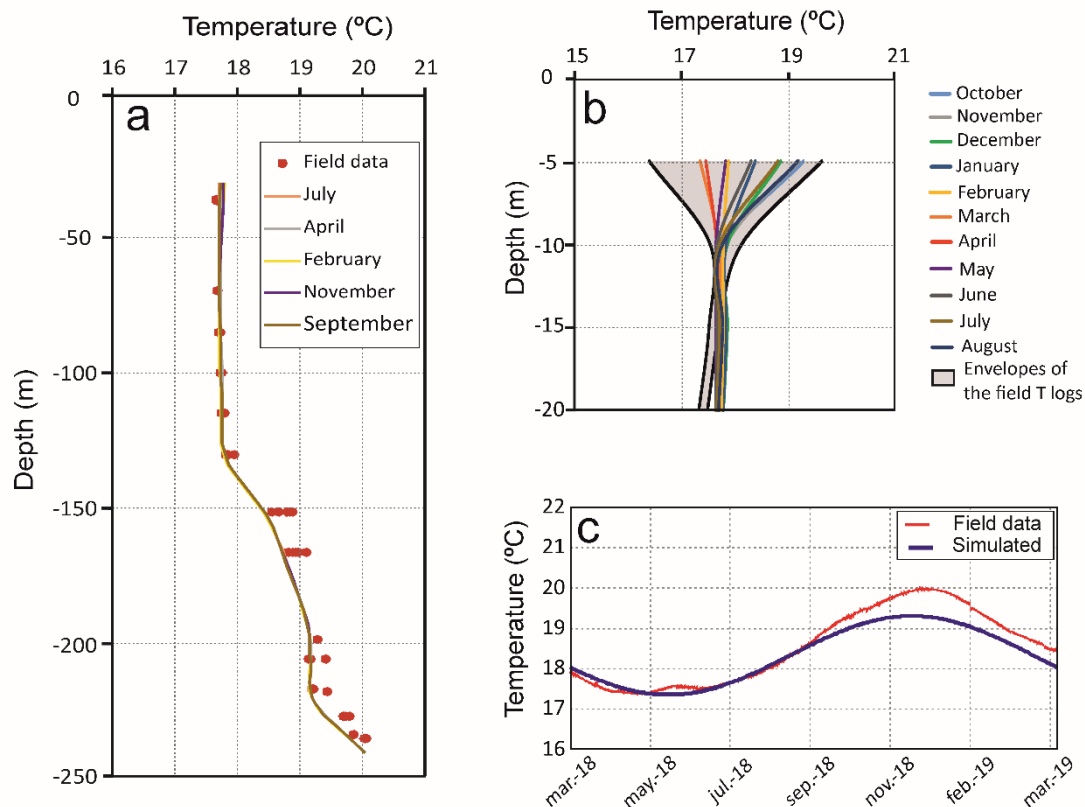 Temperature (ºC)
16 17 18 19 20 21
0
-50
-100
-150
-200
-250
Depth (m)
a
Field data
July
April
February
November
September
Temperature (ºC)
15 17 19 21
0
-5
-10
-15
-20
Depth (m)
b
October
November
December
January
February
March
April
May
June
July
August
Envelopes of
the field T logs
c
Field data
Simulated
22
21
20
19
18
17
16
Temperature (ºC)
mar.-18 may.-18 jul.-18 sep.-18 nov.-18 feb.-19 mar.-19